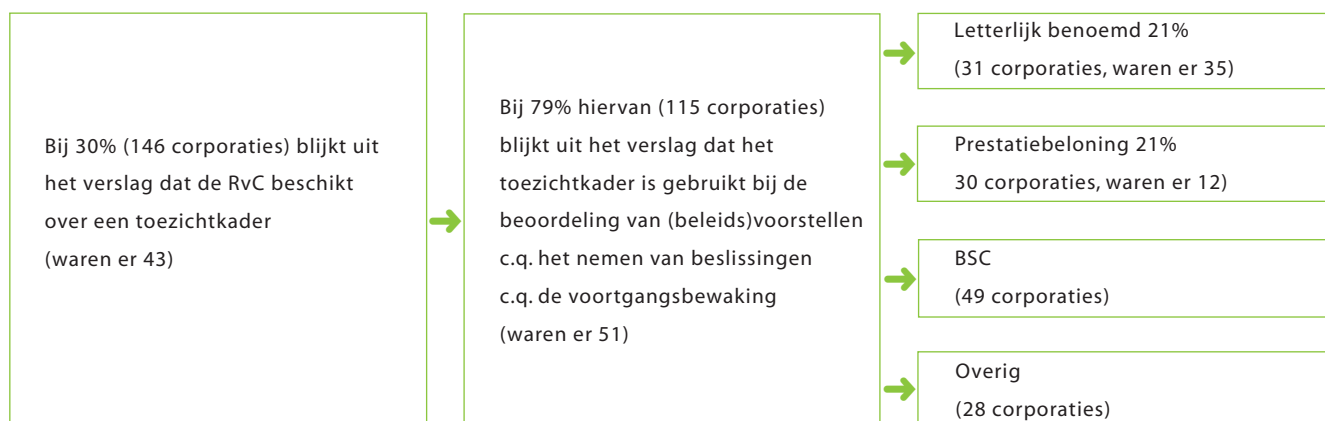 Bij 30% (146 corporaties) blijkt uit
het verslag dat de RvC beschikt
over een toezichtkader
(waren er 43)
Bij 79% hiervan (115 corporaties)
blijkt uit het verslag dat het
toezichtkader is gebruikt bij de
beoordeling van (beleids)voorstellen
c.q. het nemen van beslissingen
c.q. de voortgangsbewaking
(waren er 51)
Letterlijk benoemd 21%
(31 corporaties, waren er 35)
Prestatiebeloning 21%
30 corporaties, waren er 12)
BSC
(49 corporaties)
Overig
(28 corporaties)